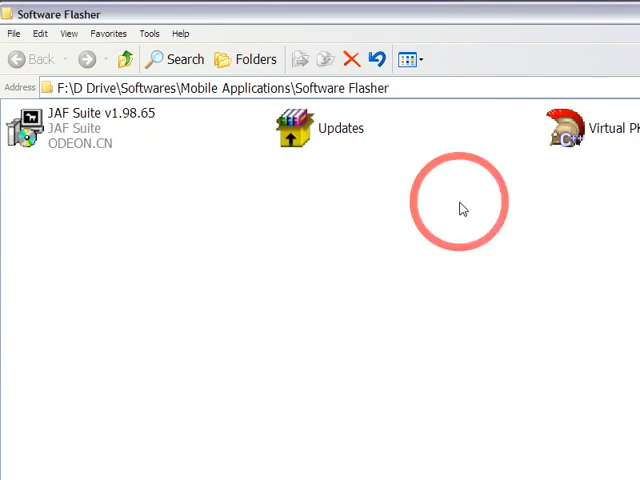 Software Flasher
File Edit View Favorites Tools Help
Back Search Folders
Address F:\D Drive\Softwares\Mobile Applications\Software Flasher
JAF Suite v1.98.65
JAF Suite
ODEON.CN
Updates
C++
Virtual